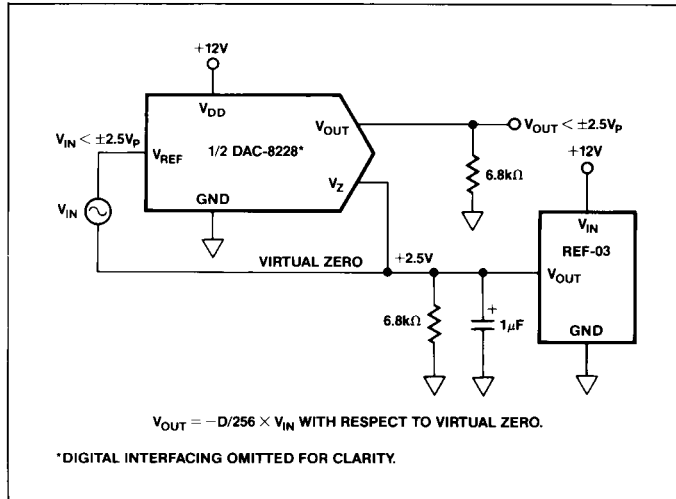 +12V
V_DD
V_OUT
V_IN < ±2.5V_P
V_REF
1/2 DAC-8228*
V_OUT < ±2.5V_P
+12V
V_Z
6.8kΩ
GND
V_IN
V_IN
REF-03
VIRTUAL ZERO
+2.5V
V_OUT
6.8kΩ
+
1µF
GND
V_OUT = −D/256 × V_IN WITH RESPECT TO VIRTUAL ZERO.
*DIGITAL INTERFACING OMITTED FOR CLARITY.